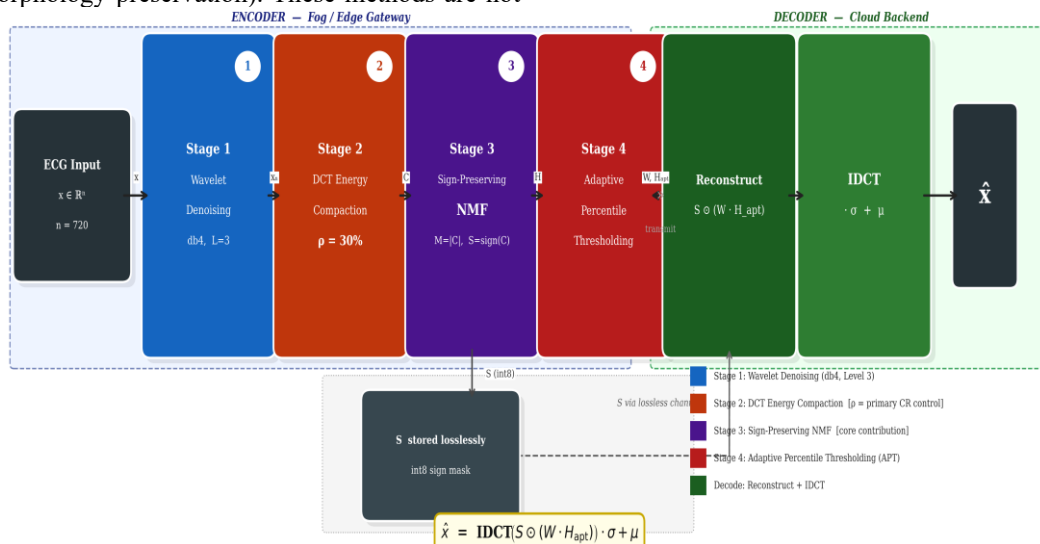 orphology preservation). These methods are not
ENCODER — Fog / Edge Gateway
DECODER — Cloud Backend
ECG Input
x ∈ ℝⁿ
n = 720
x
1
Stage 1
Wavelet
Denoising
db4, L=3
2
Stage 2
DCT Energy
Compaction
ρ = 30%
C
3
Stage 3
Sign-Preserving
NMF
M=|C|, S=sign(C)
H
4
Stage 4
Adaptive
Percentile
Thresholding
W, H_apt
transmit
Reconstruct
S ⊙ (W · H_apt)
IDCT
· σ + μ
x̂
S (int8)
S stored losslessly
int8 sign mask
S via lossless chan
Stage 1: Wavelet Denoising (db4, Level 3)
Stage 2: DCT Energy Compaction [ρ = primary CR control]
Stage 3: Sign-Preserving NMF [core contribution]
Stage 4: Adaptive Percentile Thresholding (APT)
Decode: Reconstruct + IDCT
x̂ = IDCT(S ⊙ (W · H_apt)) · σ + μ